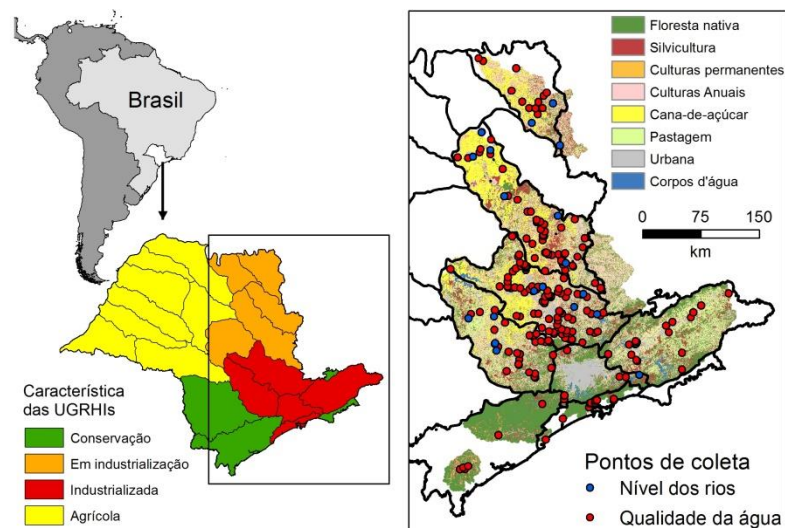 Brasil
Característica
das UGRHIs
Conservação
Em industrialização
Industrializada
Agrícola
Floresta nativa
Silvicultura
Culturas permanentes
Culturas Anuais
Cana-de-açúcar
Pastagem
Urbana
Corpos d'água
0 75 150
km
Pontos de coleta
Nível dos rios
Qualidade da água